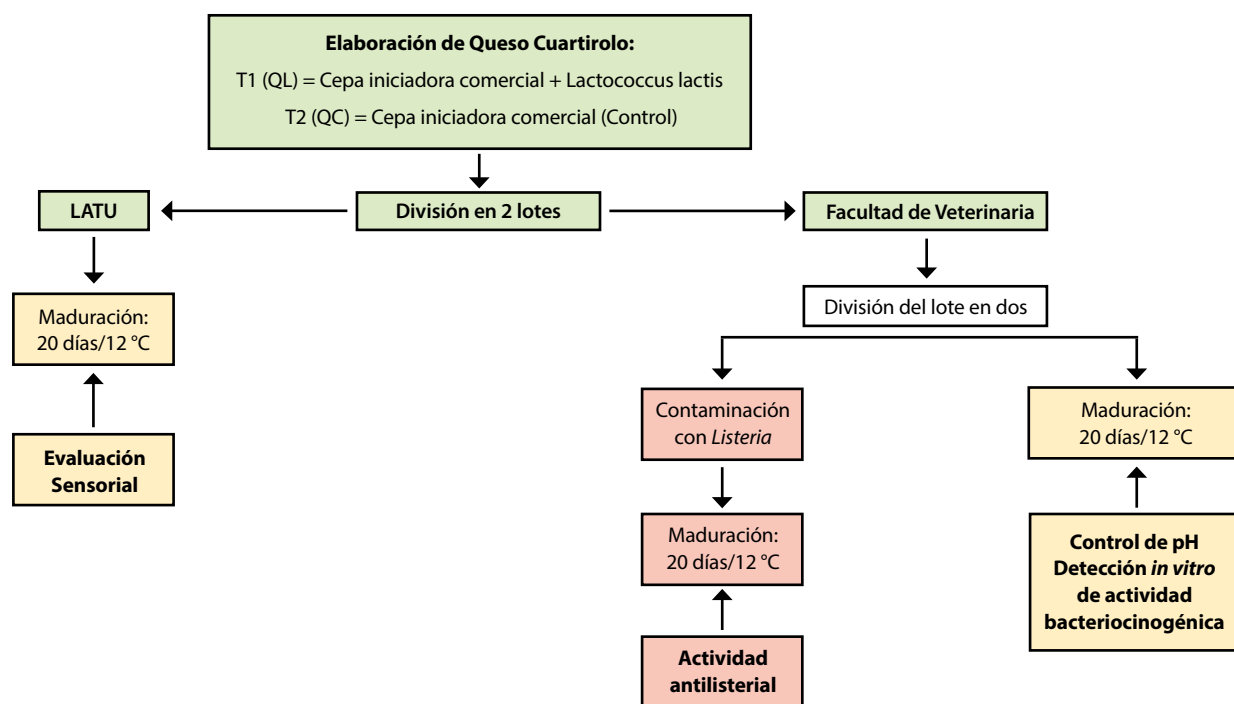 Elaboración de Queso Cuartirolo:
T1 (QL) = Cepa iniciadora comercial + Lactococcus lactis
T2 (QC) = Cepa iniciadora comercial (Control)
LATU
División en 2 lotes
Facultad de Veterinaria
Maduración:
20 días/12 °C
División del lote en dos
Evaluación
Sensorial
Contaminación
con Listeria
Maduración:
20 días/12 °C
Maduración:
20 días/12 °C
Control de pH
Detección in vitro
de actividad
bacteriocinogénica
Actividad
antilisterial